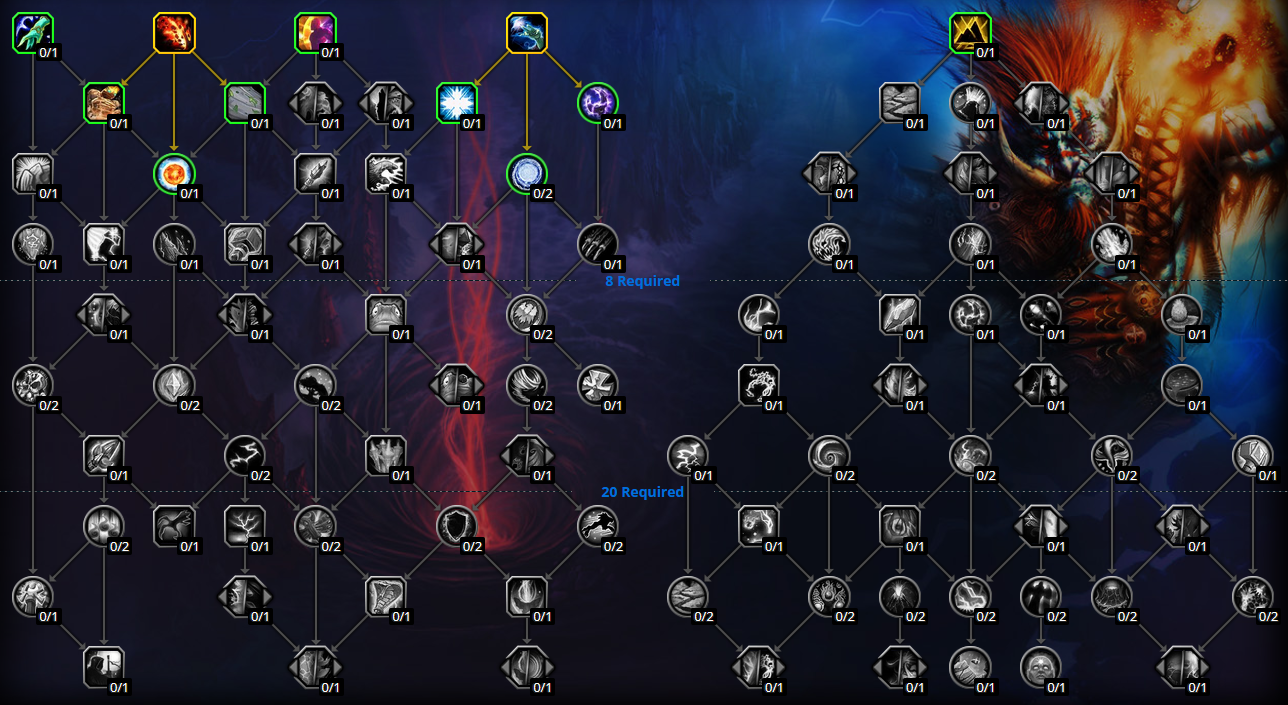 0/1 0/1 0/1
0/1 0/1 0/1 0/1 0/1 0/1 0/1 0/1 0/1
0/1 0/1 0/1 0/1 0/2 0/1 0/1 0/1
0/1 0/1 0/1 0/1 0/1 0/1 0/1 0/1 0/1 0/1
8 Required
0/1 0/1 0/1 0/2 0/1 0/1 0/1 0/1 0/1
0/2 0/2 0/2 0/1 0/2 0/1 0/1 0/1 0/1 0/1
0/1 0/2 0/1 0/1 0/1 0/2 0/2 0/2 0/1
20 Required
0/2 0/1 0/1 0/2 0/2 0/2 0/1 0/1 0/1 0/1
0/1 0/1 0/1 0/1 0/2 0/2 0/2 0/2 0/2 0/2 0/2
0/1 0/1 0/1 0/1 0/1 0/1 0/1 0/1